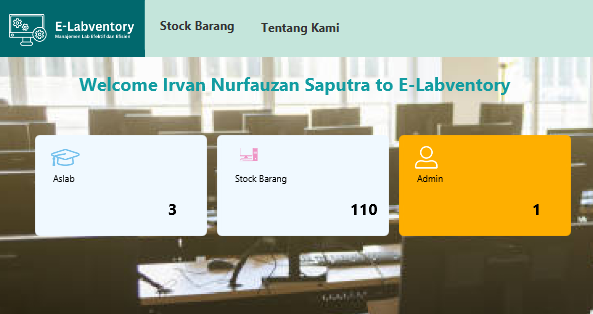 E-Labventory
Manajemen Lab Efektif dan Efisien
Stock Barang
Tentang Kami
Welcome Irvan Nurfauzan Saputra to E-Labventory
Aslab
3
Stock Barang
110
Admin
1